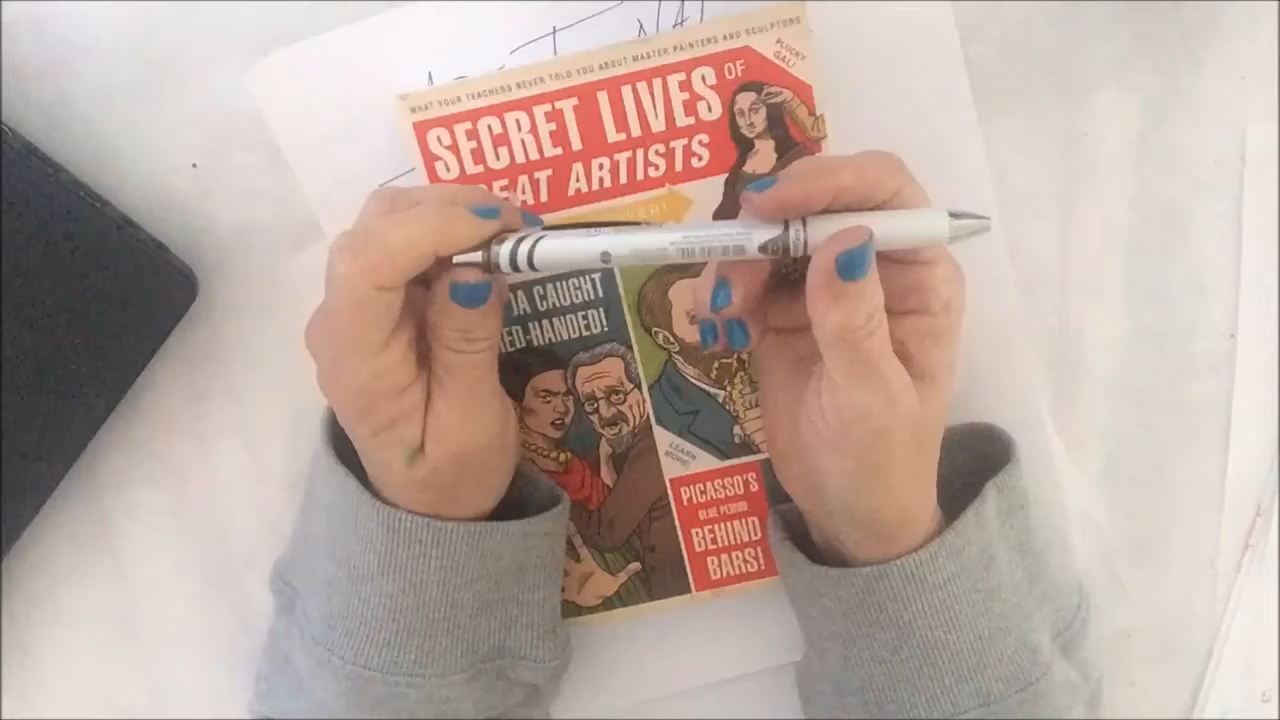 WHAT YOUR TEACHERS NEVER TOLD YOU ABOUT MASTER PAINTERS AND SCULPTORS
PLUCKY
GAL!
SECRET LIVES OF
EAT ARTISTS
DA CAUGHT
ED-HANDED!
LEARN
MORE!
PICASSO'S
BLUE PERIOD
BEHIND
BARS!